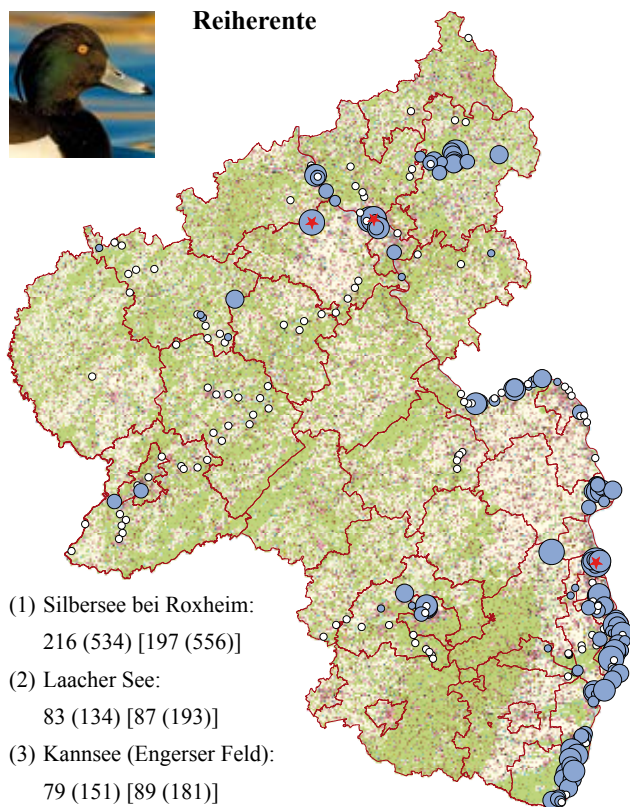 Reiherente
(1) Silbersee bei Roxheim:
216 (534) [197 (556)]
(2) Laacher See:
83 (134) [87 (193)]
(3) Kannsee (Engerser Feld):
79 (151) [89 (181)]